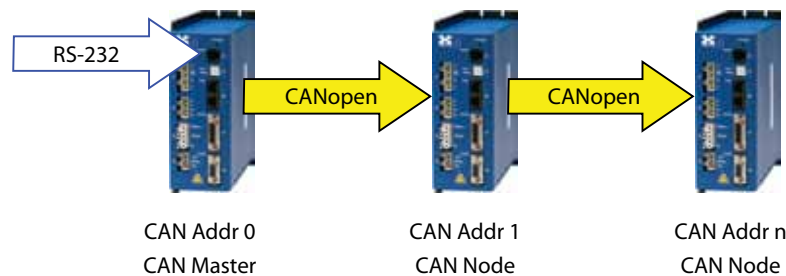 RS-232
CANopen
CANopen
CAN Addr 0
CAN Master
CAN Addr 1
CAN Node
CAN Addr n
CAN Node